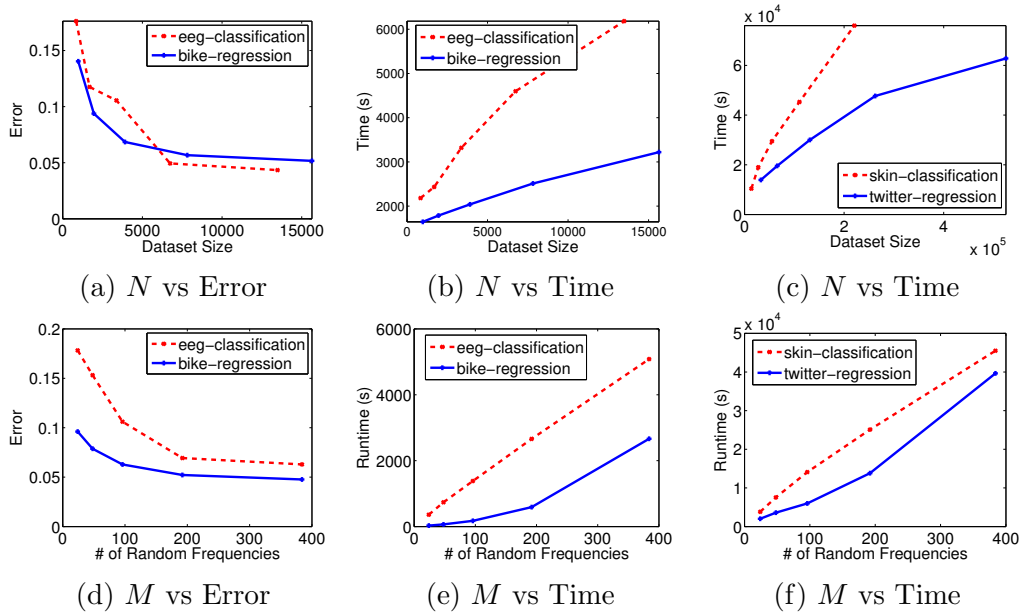 0.15
0.1
0.05
0
Error
0 5000 10000 15000
Dataset Size
eeg-classification
bike-regression
(a) N vs Error
6000
5000
4000
3000
2000
Time (s)
0 5000 10000 15000
Dataset Size
eeg-classification
bike-regression
(b) N vs Time
x 10^4
6
4
2
0
Time (s)
0 2 4
x 10^5
Dataset Size
skin-classification
twitter-regression
(c) N vs Time
0.2
0.15
0.1
0.05
0
Error
0 100 200 300 400
# of Random Frequencies
eeg-classification
bike-regression
(d) M vs Error
6000
4000
2000
0
Runtime (s)
0 100 200 300 400
# of Random Frequencies
eeg-classification
bike-regression
(e) M vs Time
x 10^4
5
4
3
2
1
0
Runtime (s)
0 100 200 300 400
# of Random Frequencies
skin-classification
twitter-regression
(f) M vs Time